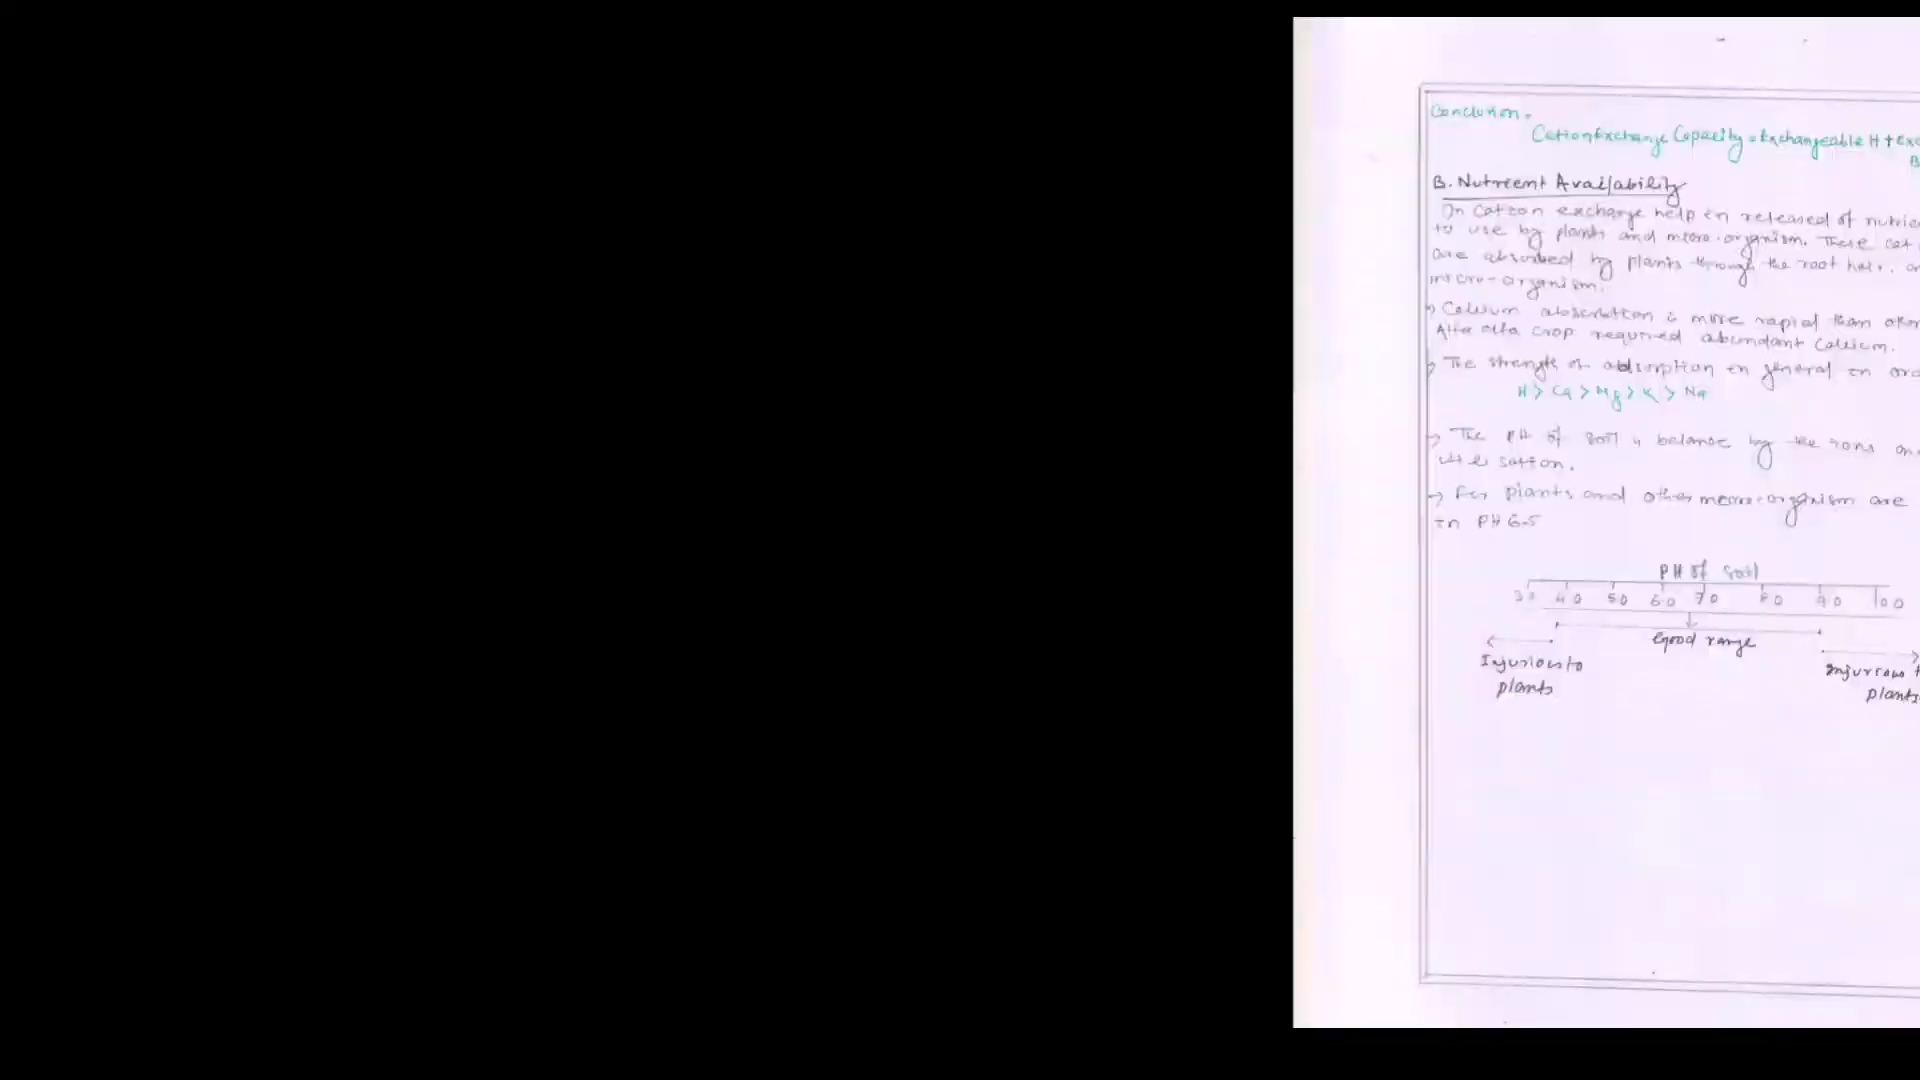 Conclusion.
Cation Exchange Capacity = Exchangeable H + Exc
B
B. Nutreent Availability
In Cation exchange help in released of nutrie
to use by plants and micro-organism. These cat
are absorbed by plants through the root hair. or
micro-organism.
→ Calcium absorbtion is more rapid than other
Alfa alfa crop required abundant Calcium.
→ The strength of adsorption in general in ord
H > Ca > Mg > K > Na
→ The PH of soil is balance by the ions on
For plants and other micro-organism are
in PH 6.5
PH of Soil
3.0 4.0 5.0 6.0 7.0 8.0 9.0 10.0
Good range
Injurious to
plants
Injurious t
plants